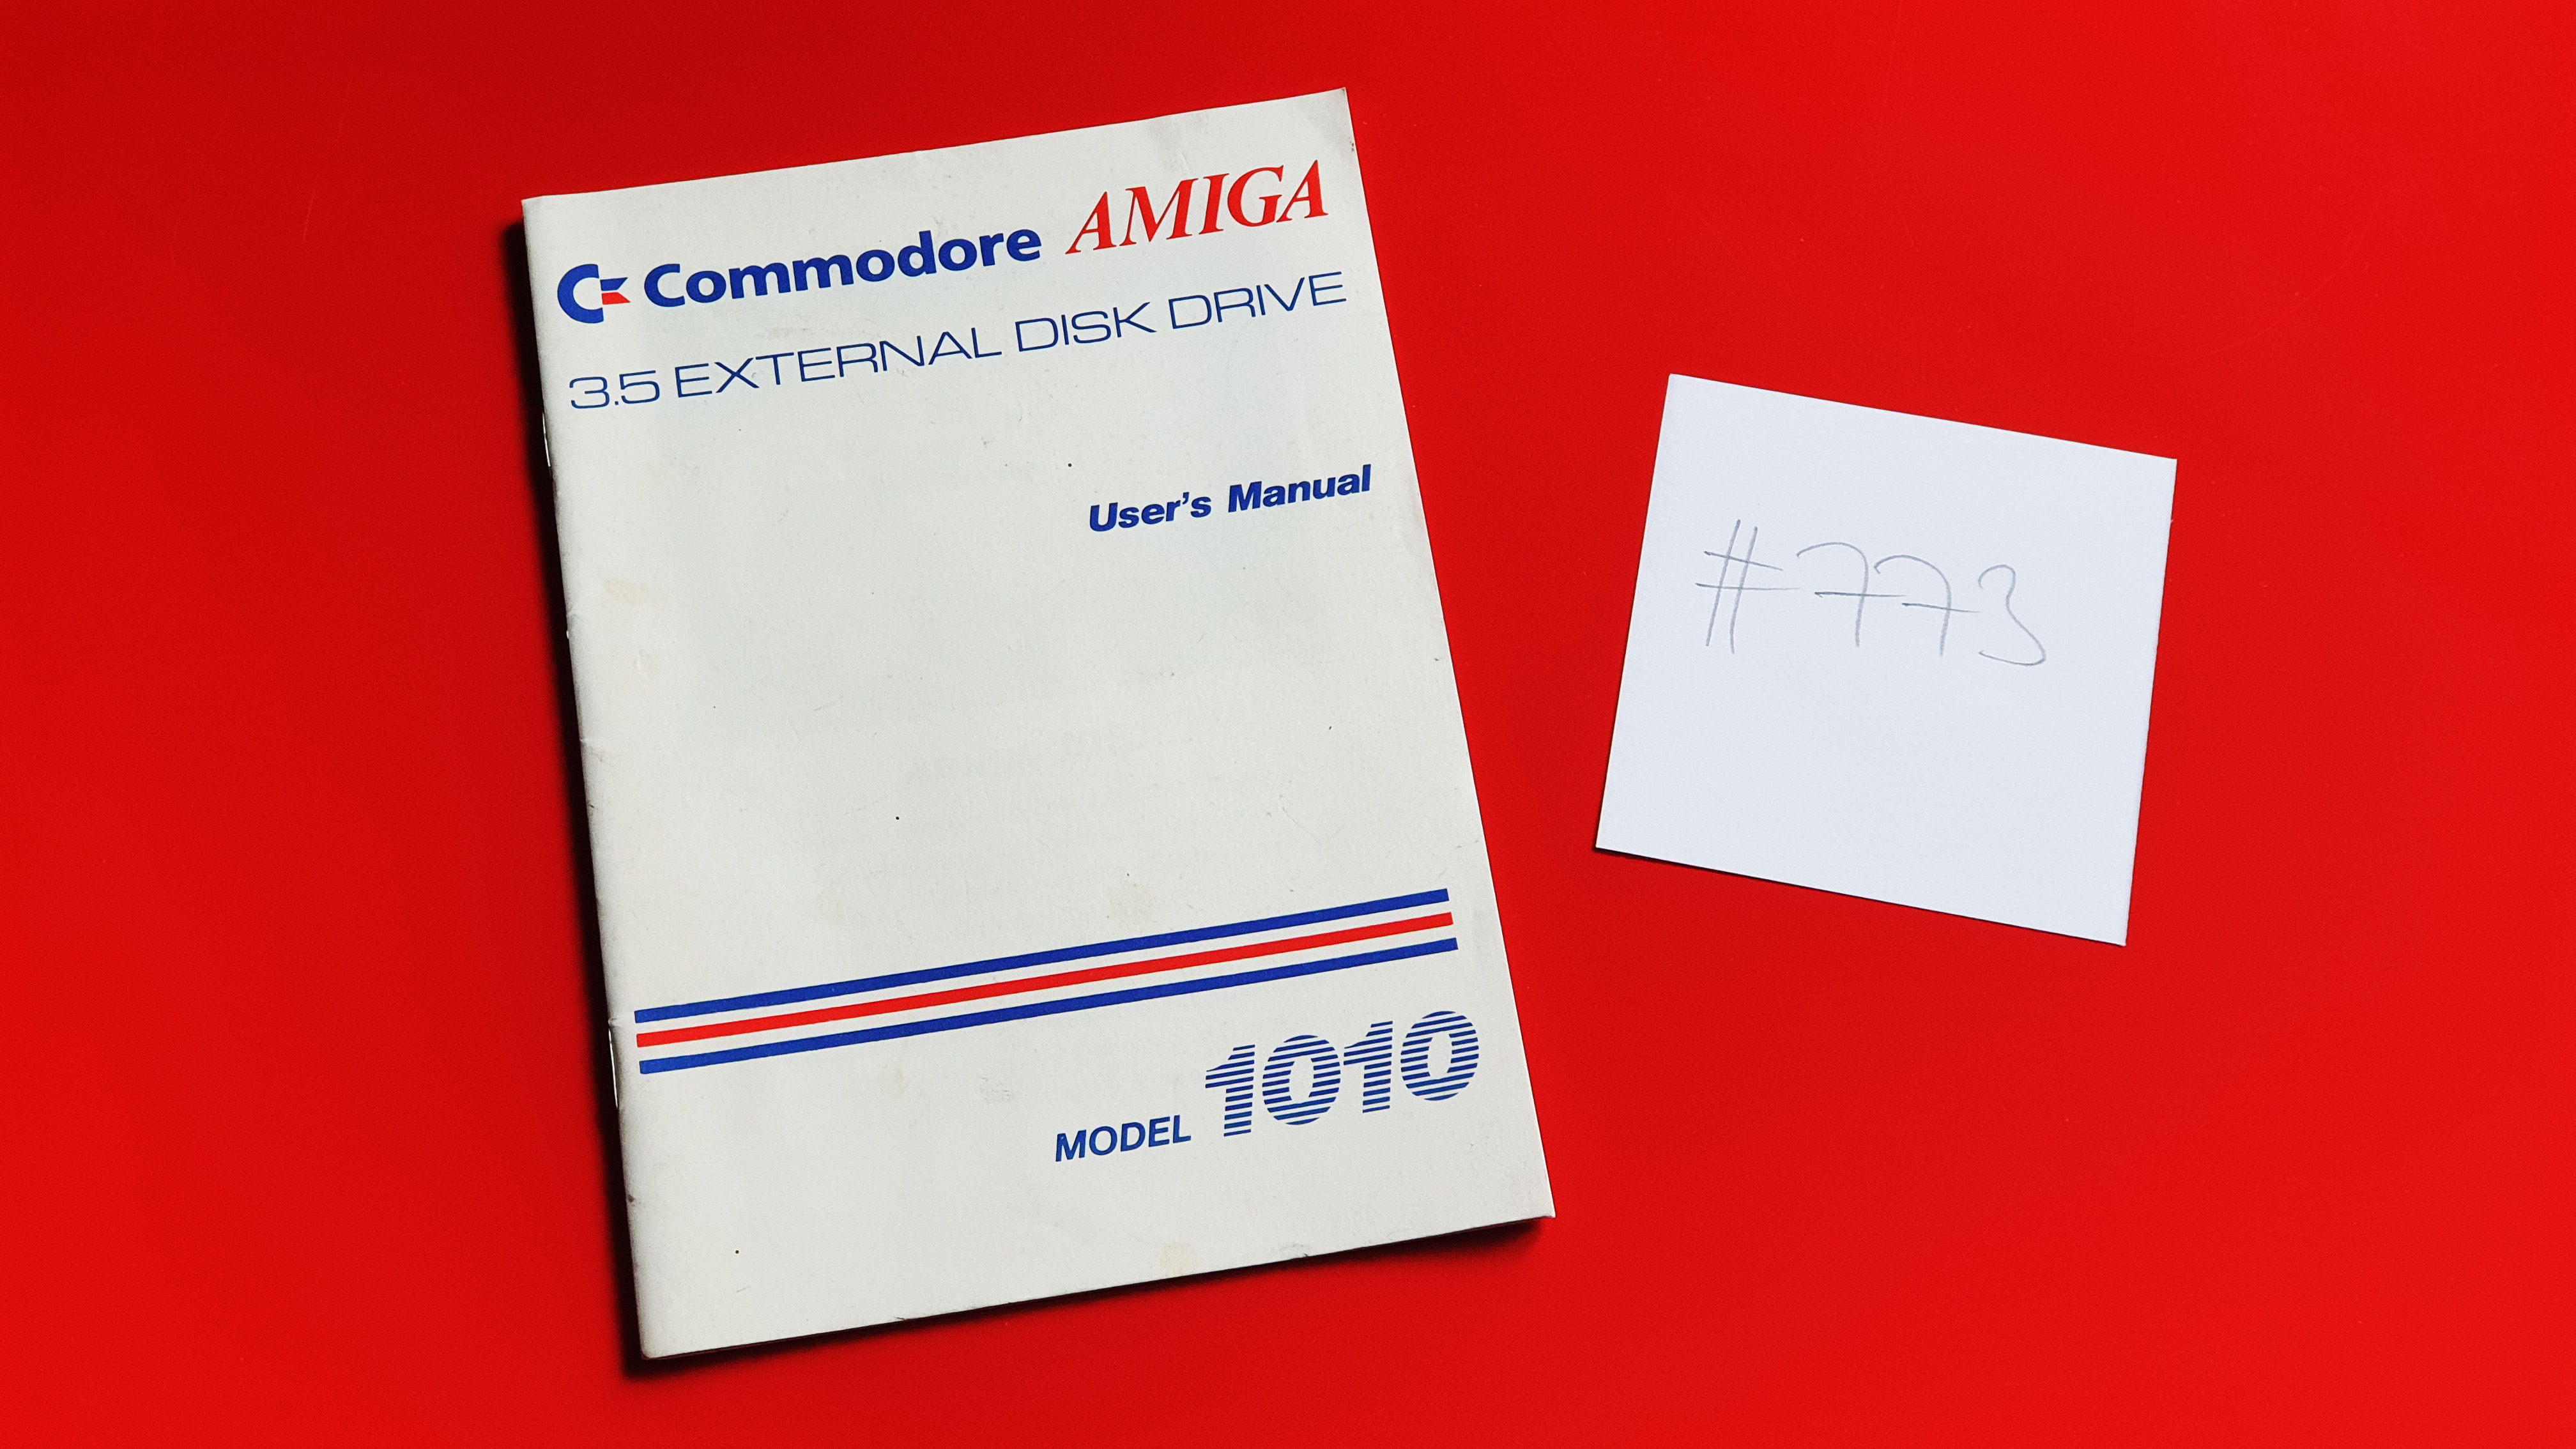 Commodore AMIGA
3.5 EXTERNAL DISK DRIVE
User's Manual
MODEL 1010
#773